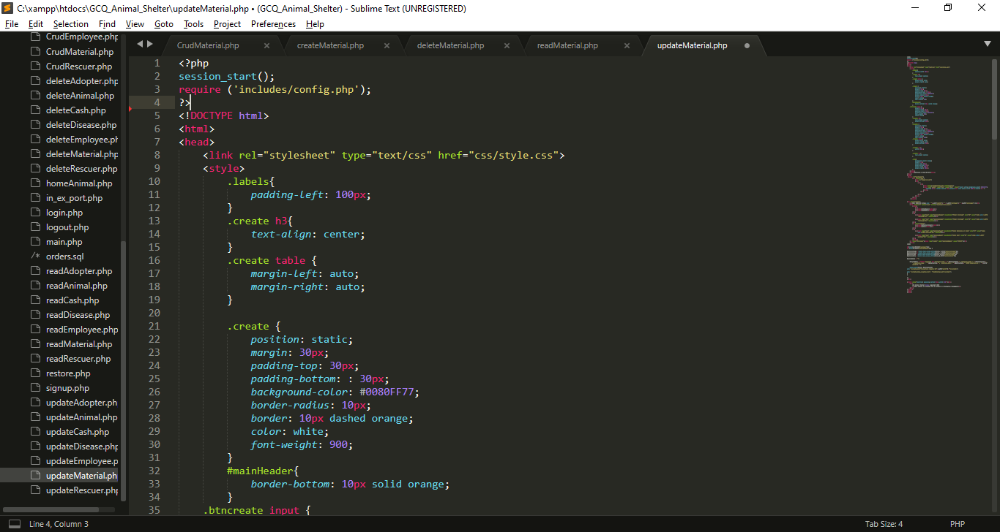 C:\xampp\htdocs\GCQ_Animal_Shelter\updateMaterial.php • (GCQ_Animal_Shelter) - Sublime Text (UNREGISTERED)
File Edit Selection Find View Goto Tools Project Preferences Help
CrudEmployee.php
CrudMaterial.php
CrudRescuer.php
deleteAdopter.php
deleteAnimal.php
deleteCash.php
deleteDisease.php
deleteEmployee.ph
deleteMaterial.php
deleteRescuer.php
homeAnimal.php
in_ex_port.php
login.php
logout.php
main.php
/* orders.sql
readAdopter.php
readAnimal.php
readCash.php
readDisease.php
readEmployee.php
readMaterial.php
readRescuer.php
restore.php
signup.php
updateAdopter.ph
updateAnimal.php
updateCash.php
updateDisease.php
updateEmployee.p
updateMaterial.ph
updateRescuer.php
CrudMaterial.php × createMaterial.php × deleteMaterial.php × readMaterial.php × updateMaterial.php
1 <?php
2 session_start();
3 require ('includes/config.php');
4 ?>
5 <!DOCTYPE html>
6 <html>
7 <head>
8 <link rel="stylesheet" type="text/css" href="css/style.css">
9 <style>
10 .labels{
11 padding-left: 100px;
12 }
13 .create h3{
14 text-align: center;
15 }
16 .create table {
17 margin-left: auto;
18 margin-right: auto;
19 }
20
21 .create {
22 position: static;
23 margin: 30px;
24 padding-top: 30px;
25 padding-bottom: : 30px;
26 background-color: #0080FF77;
27 border-radius: 10px;
28 border: 10px dashed orange;
29 color: white;
30 font-weight: 900;
31 }
32 #mainHeader{
33 border-bottom: 10px solid orange;
34 }
35 .btncreate input {
Line 4, Column 3
Tab Size: 4 PHP